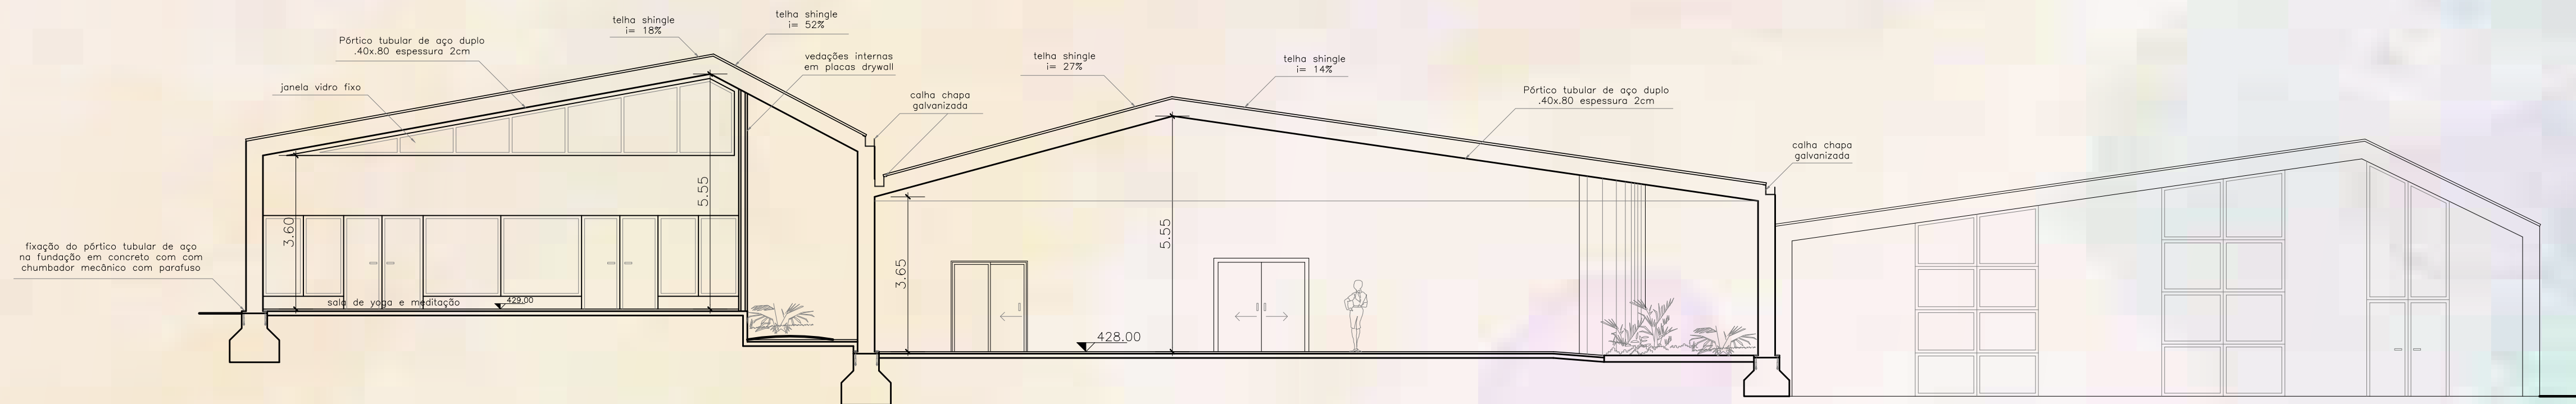 telha shingle
i= 18%
telha shingle
i= 52%
Pórtico tubular de aço duplo
.40x.80 espessura 2cm
vedações internas
em placas drywall
janela vidro fixo
calha chapa
galvanizada
telha shingle
i= 27%
telha shingle
i= 14%
Pórtico tubular de aço duplo
.40x.80 espessura 2cm
calha chapa
galvanizada
fixação do pórtico tubular de aço
na fundação em concreto com com
chumbador mecânico com parafuso
3.60
5.55
sala de yoga e meditação
429.00
3.65
5.55
428.00